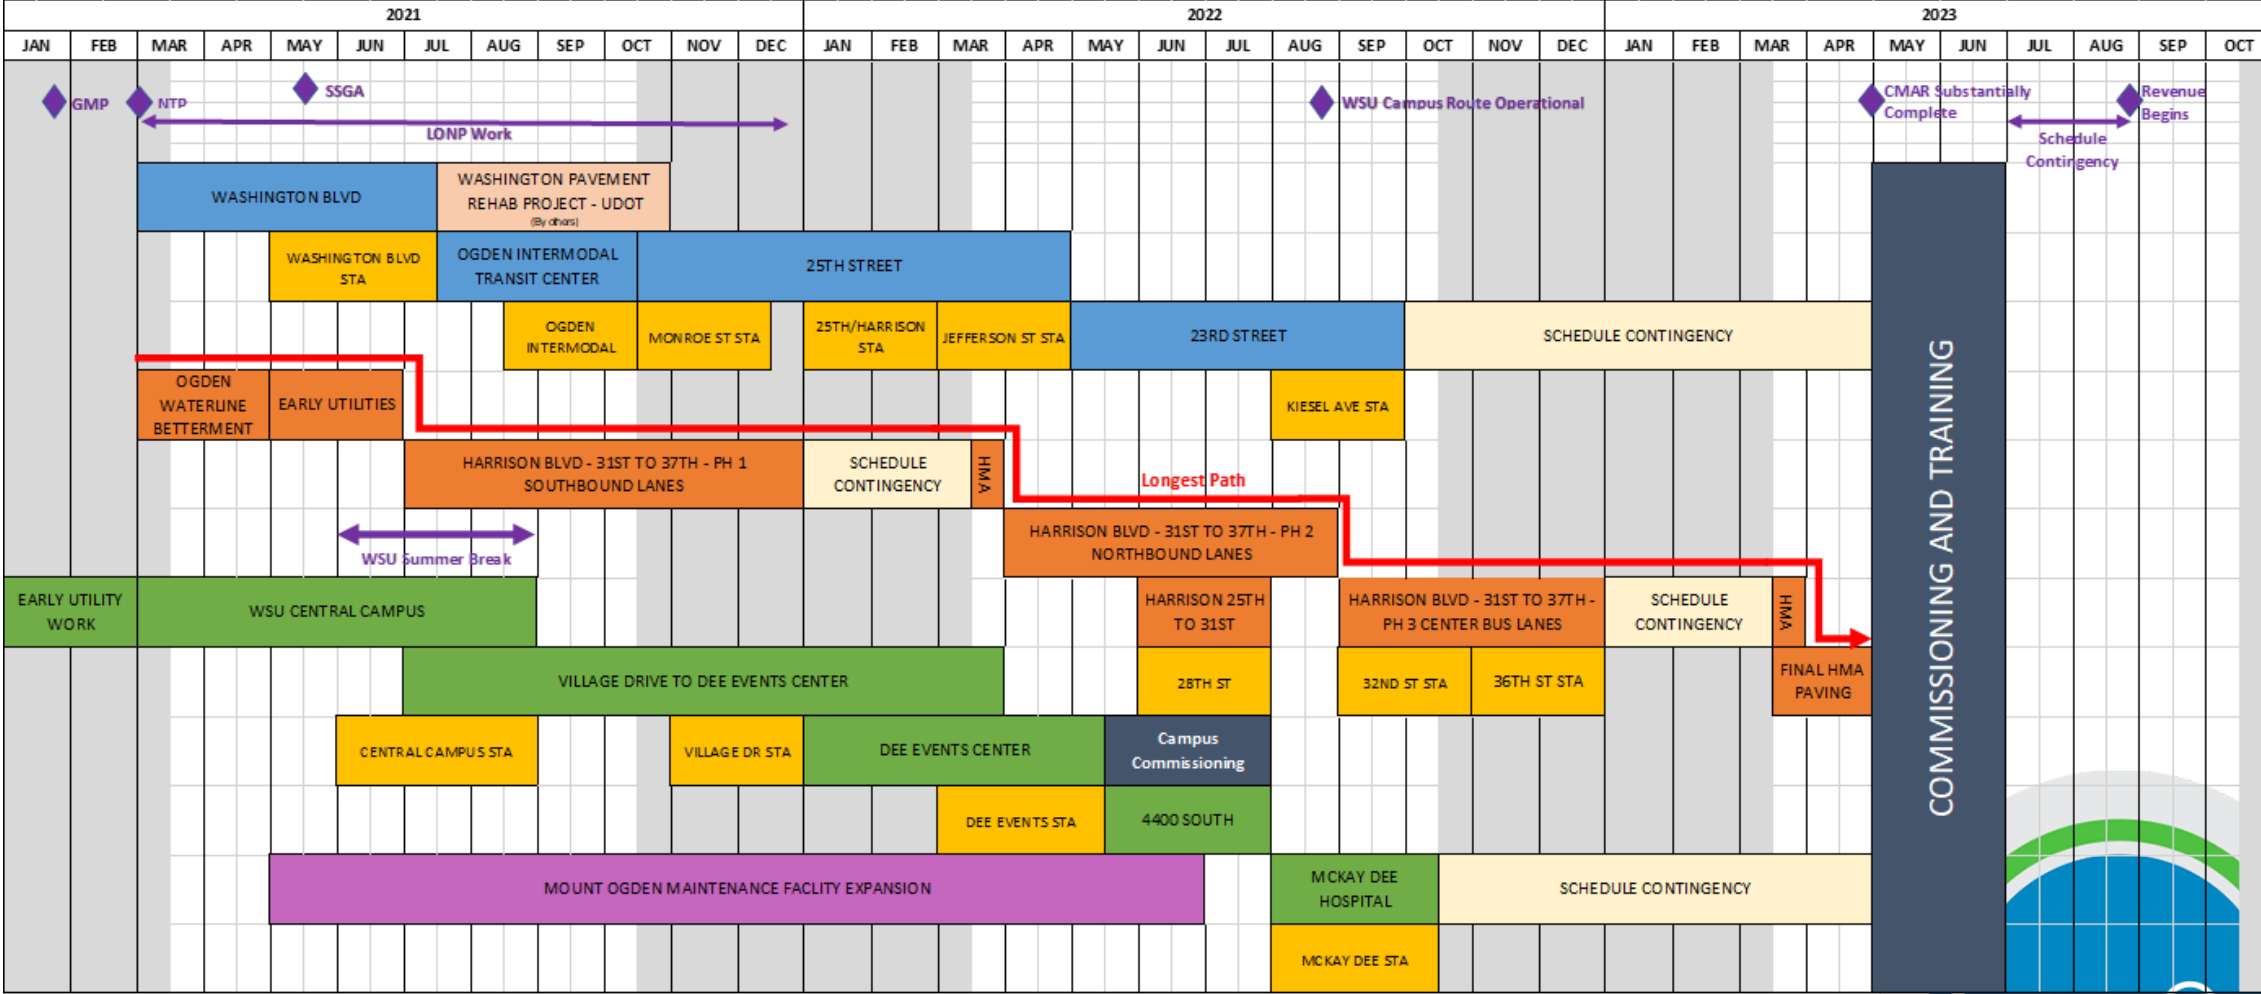 2021
2022
2023
JAN FEB MAR APR MAY JUN JUL AUG SEP OCT NOV DEC JAN FEB MAR APR MAY JUN JUL AUG SEP OCT NOV DEC JAN FEB MAR APR MAY JUN JUL AUG SEP OCT
GMP
NTP
SSGA
LONP Work
WSU Campus Route Operational
CMAR Substantially
Complete
Revenue
Begins
Schedule
Contingency
WASHINGTON BLVD
WASHINGTON PAVEMENT
REHAB PROJECT - UDOT
(By others)
WASHINGTON BLVD
STA
OGDEN INTERMODAL
TRANSIT CENTER
25TH STREET
OGDEN
INTERMODAL
MONROE ST STA
25TH/HARRISON
STA
JEFFERSON ST STA
23RD STREET
SCHEDULE CONTINGENCY
OGDEN
WATERLINE
BETTERMENT
EARLY UTILITIES
KIESEL AVE STA
HARRISON BLVD - 31ST TO 37TH - PH 1
SOUTHBOUND LANES
SCHEDULE
CONTINGENCY
HMA
Longest Path
WSU Summer Break
HARRISON BLVD - 31ST TO 37TH - PH 2
NORTHBOUND LANES
EARLY UTILITY
WORK
WSU CENTRAL CAMPUS
HARRISON 25TH
TO 31ST
HARRISON BLVD - 31ST TO 37TH -
PH 3 CENTER BUS LANES
SCHEDULE
CONTINGENCY
HMA
VILLAGE DRIVE TO DEE EVENTS CENTER
28TH ST
32ND ST STA
36TH ST STA
FINAL HMA
PAVING
CENTRAL CAMPUS STA
VILLAGE DR STA
DEE EVENTS CENTER
Campus
Commissioning
DEE EVENTS STA
4400 SOUTH
MOUNT OGDEN MAINTENANCE FACLITY EXPANSION
MCKAY DEE
HOSPITAL
SCHEDULE CONTINGENCY
MCKAY DEE STA
COMMISSIONING AND TRAINING